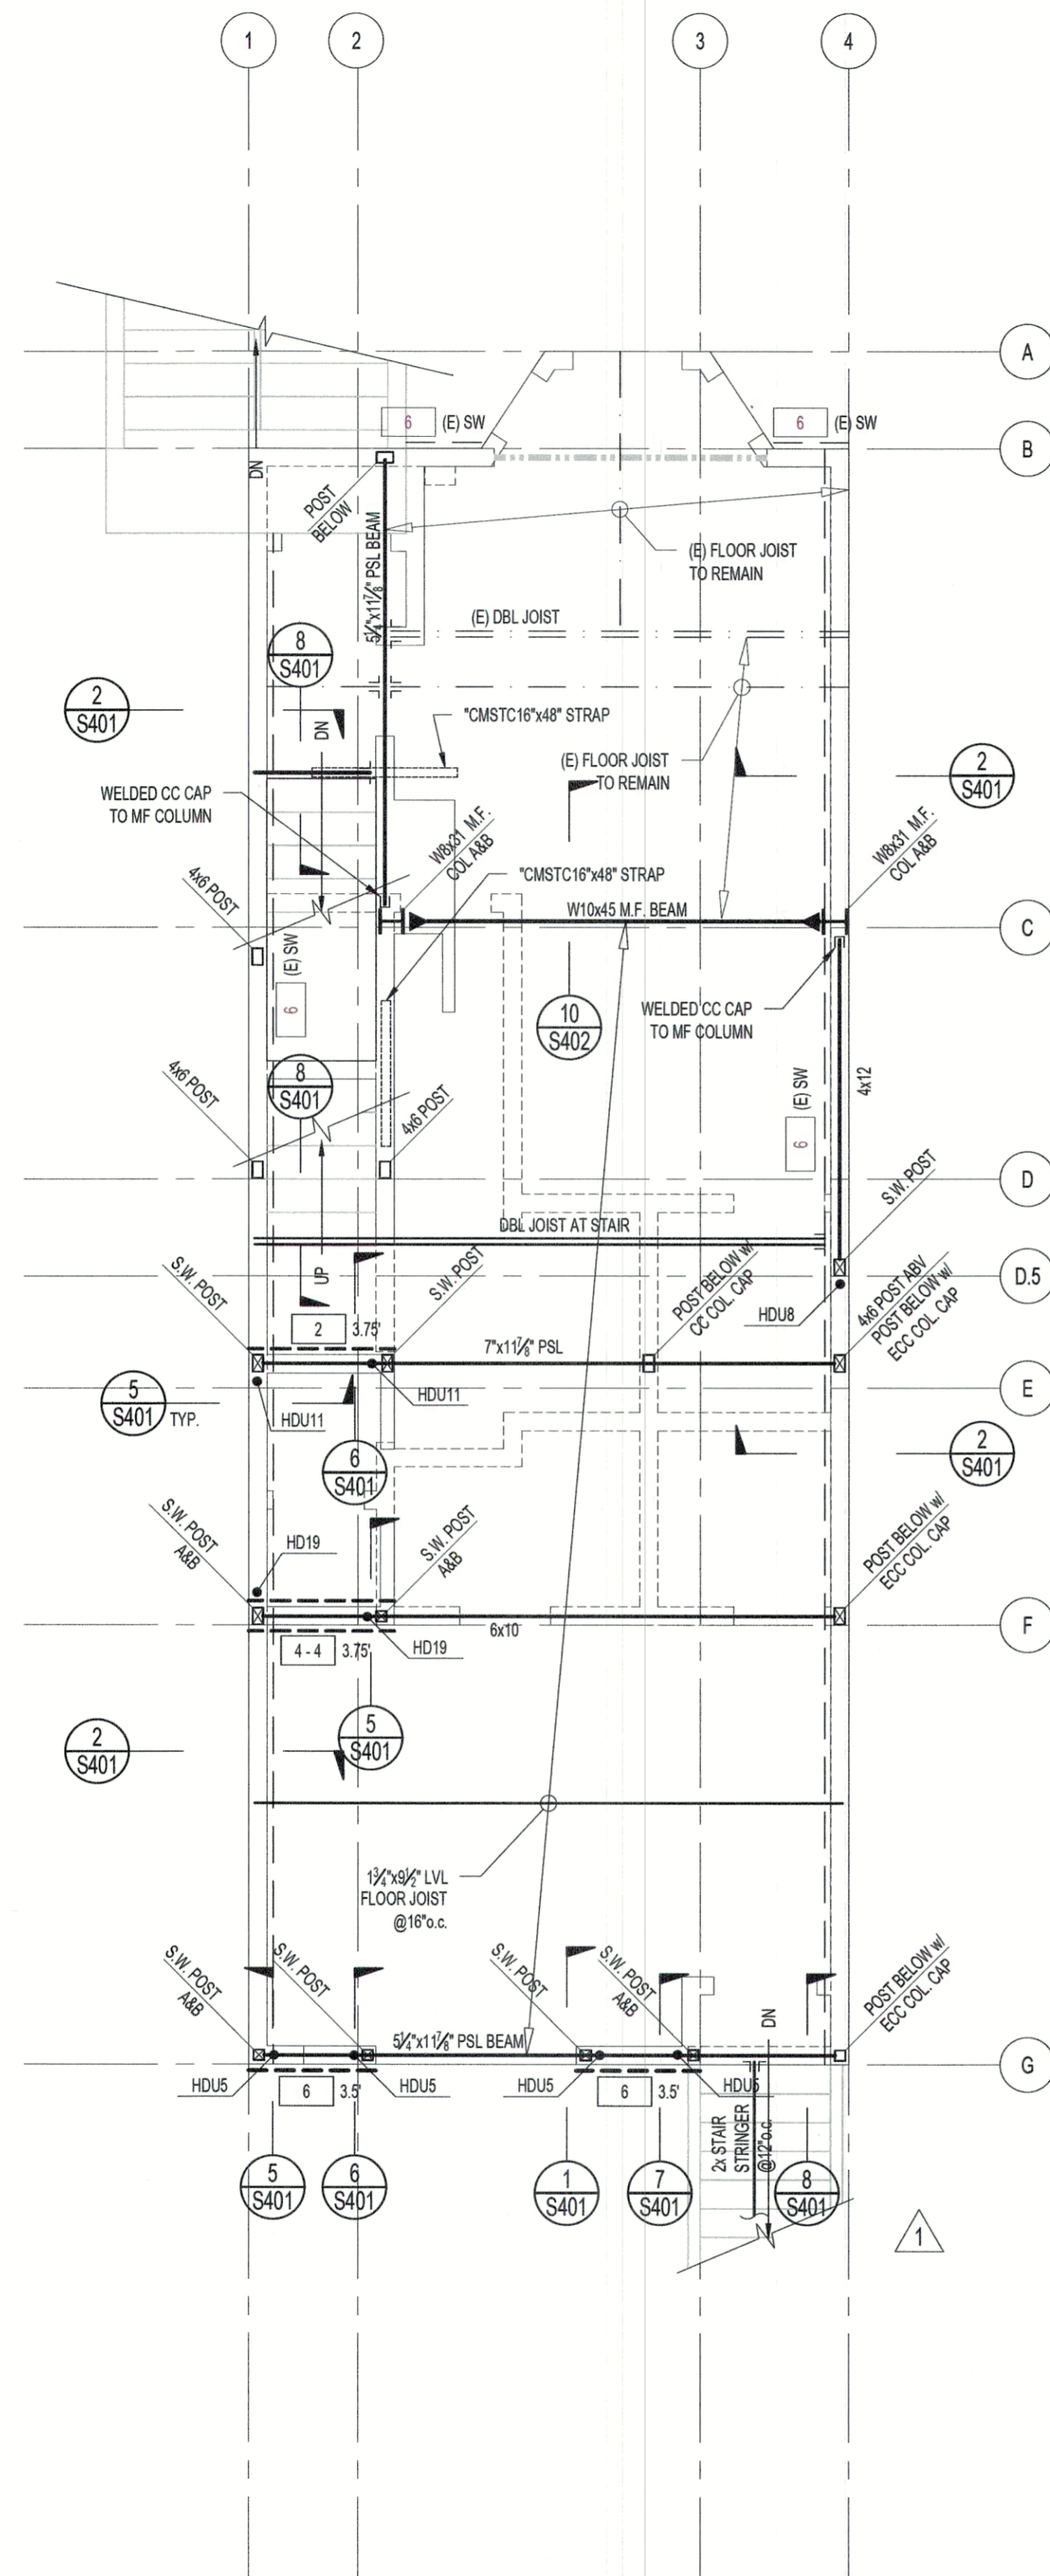 1
2
3
4
A
6
(E) SW
6
(E) SW
B
DN
POST
BELOW
5¼"x11⅞" PSL BEAM
(E) FLOOR JOIST
TO REMAIN
(E) DBL JOIST
8
S401
2
S401
DN
"CMSTC16"x48" STRAP
(E) FLOOR JOIST
TO REMAIN
2
S401
WELDED CC CAP
TO MF COLUMN
W8x31 M.F.
COL A&B
W8x31 M.F.
COL A&B
4x6 POST
"CMSTC16"x48" STRAP
W10x45 M.F. BEAM
C
(E) SW
6
10
S402
WELDED CC CAP
TO MF COLUMN
8
S401
4x6 POST
4x6 POST
(E) SW
6
4x12
S.W. POST
D
DBL JOIST AT STAIR
UP
S.W. POST
S.W. POST
POST BELOW w/
CC COL. CAP
HDU8
4x6 POST ABV
POST BELOW w/
ECC COL. CAP
D.5
2
3.75'
7"x11⅞" PSL
E
5
S401
TYP.
HDU11
HDU11
6
S401
2
S401
S.W. POST
A&B
HD19
S.W. POST
A&B
POST BELOW w/
ECC COL. CAP
6x10
F
4 - 4
3.75'
HD19
2
S401
5
S401
1¾"x9½" LVL
FLOOR JOIST
@16"o.c.
S.W. POST
A&B
S.W. POST
S.W. POST
S.W. POST
A&B
DN
POST BELOW w/
ECC COL. CAP
5¼"x11⅞" PSL BEAM
G
HDU5
6
3.5'
HDU5
HDU5
6
3.5'
HDU5
2x STAIR
STRINGER
@12"o.c.
5
S401
6
S401
1
S401
7
S401
8
S401
1